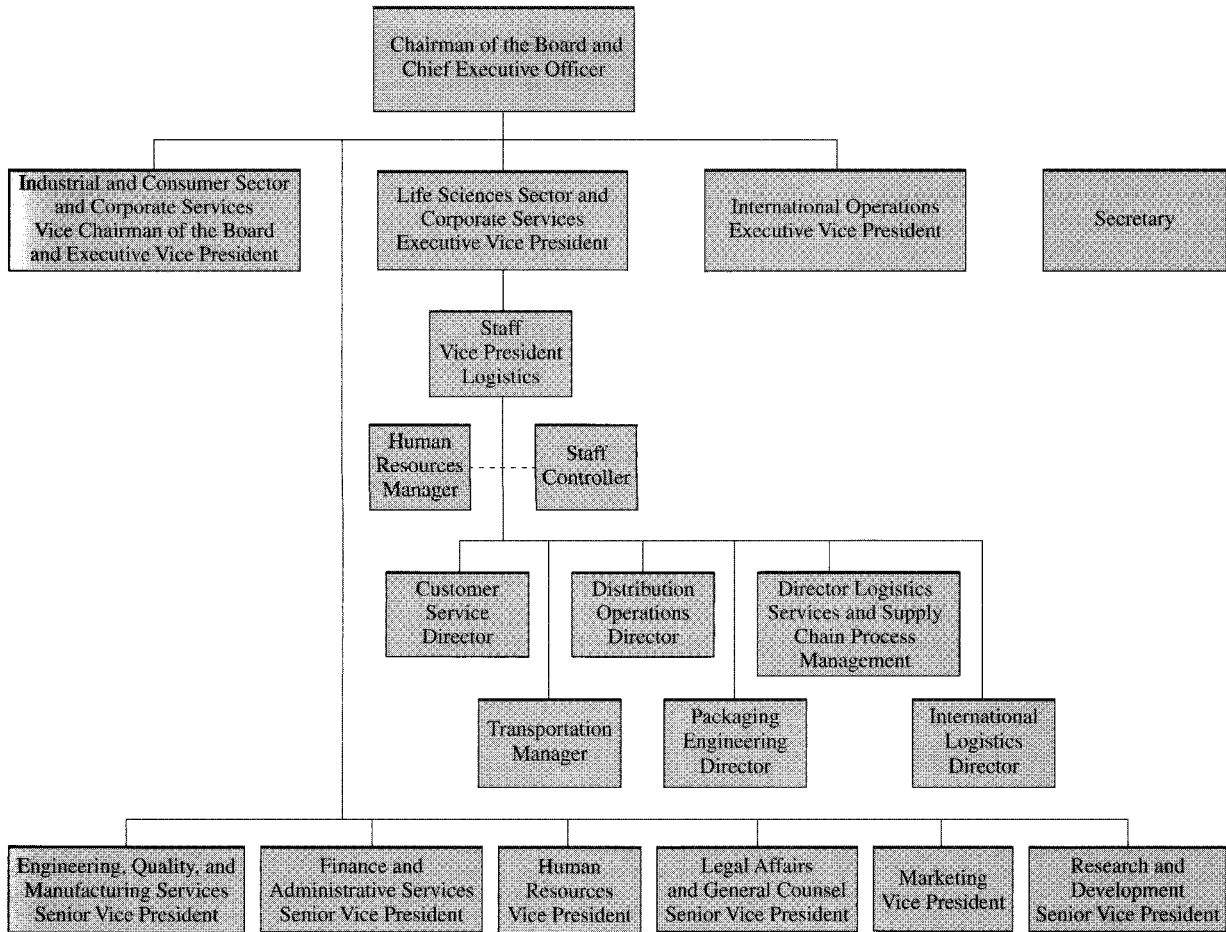 Chairman of the Board and
Chief Executive Officer
Industrial and Consumer Sector
and Corporate Services
Vice Chairman of the Board
and Executive Vice President
Life Sciences Sector and
Corporate Services
Executive Vice President
International Operations
Executive Vice President
Secretary
Staff
Vice President
Logistics
Human
Resources
Manager
Staff
Controller
Customer
Service
Director
Distribution
Operations
Director
Director Logistics
Services and Supply
Chain Process
Management
Transportation
Manager
Packaging
Engineering
Director
International
Logistics
Director
Engineering, Quality, and
Manufacturing Services
Senior Vice President
Finance and
Administrative Services
Senior Vice President
Human
Resources
Vice President
Legal Affairs
and General Counsel
Senior Vice President
Marketing
Vice President
Research and
Development
Senior Vice President